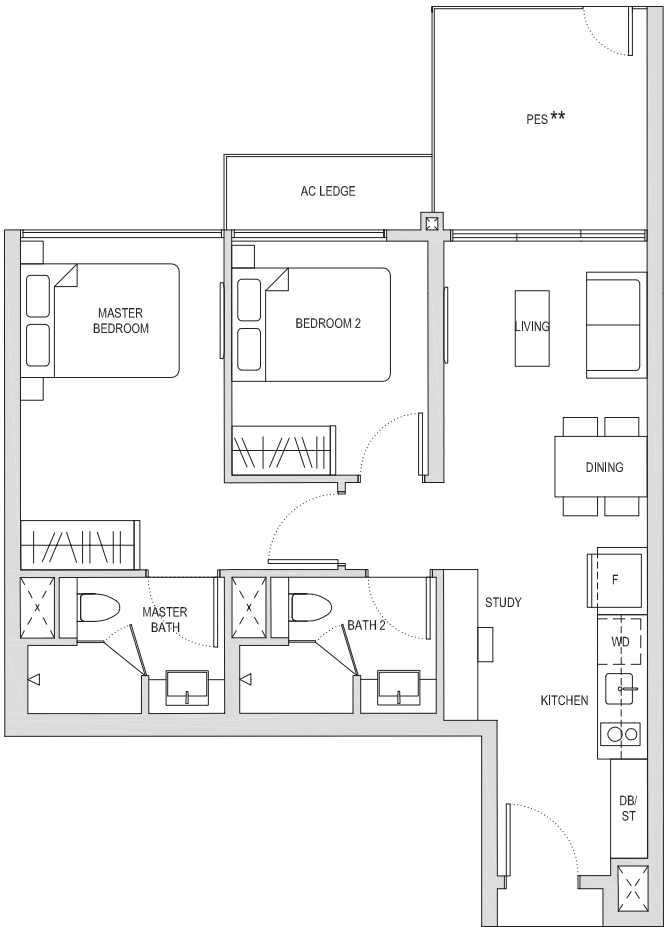 PES **
AC LEDGE
MASTER
BEDROOM
BEDROOM 2
LIVING
DINING
F
STUDY
MASTER
BATH
BATH 2
WD
KITCHEN
DB/
ST